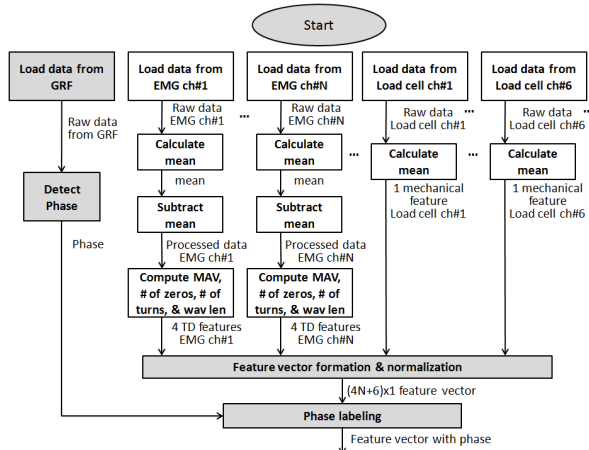 Start
Load data from
GRF
Load data from
EMG ch#1
Load data from
EMG ch#N
Load data from
Load cell ch#1
Load data from
Load cell ch#6
Raw data
from GRF
Raw data
EMG ch#1
...
Raw data
EMG ch#N
Raw data
Load cell ch#1
...
Raw data
Load cell ch#6
...
Calculate
mean
Calculate
mean
...
Calculate
mean
...
Calculate
mean
Detect
Phase
mean
mean
1 mechanical
feature
Load cell ch#1
1 mechanical
feature
Load cell ch#6
Subtract
mean
Subtract
mean
Phase
Processed data
EMG ch#1
Processed data
EMG ch#N
Compute MAV,
# of zeros, # of
turns, & wav len
Compute MAV,
# of zeros, # of
turns, & wav len
4 TD features
EMG ch#1
4 TD features
EMG ch#N
Feature vector formation & normalization
(4N+6)x1 feature vector
Phase labeling
Feature vector with phase